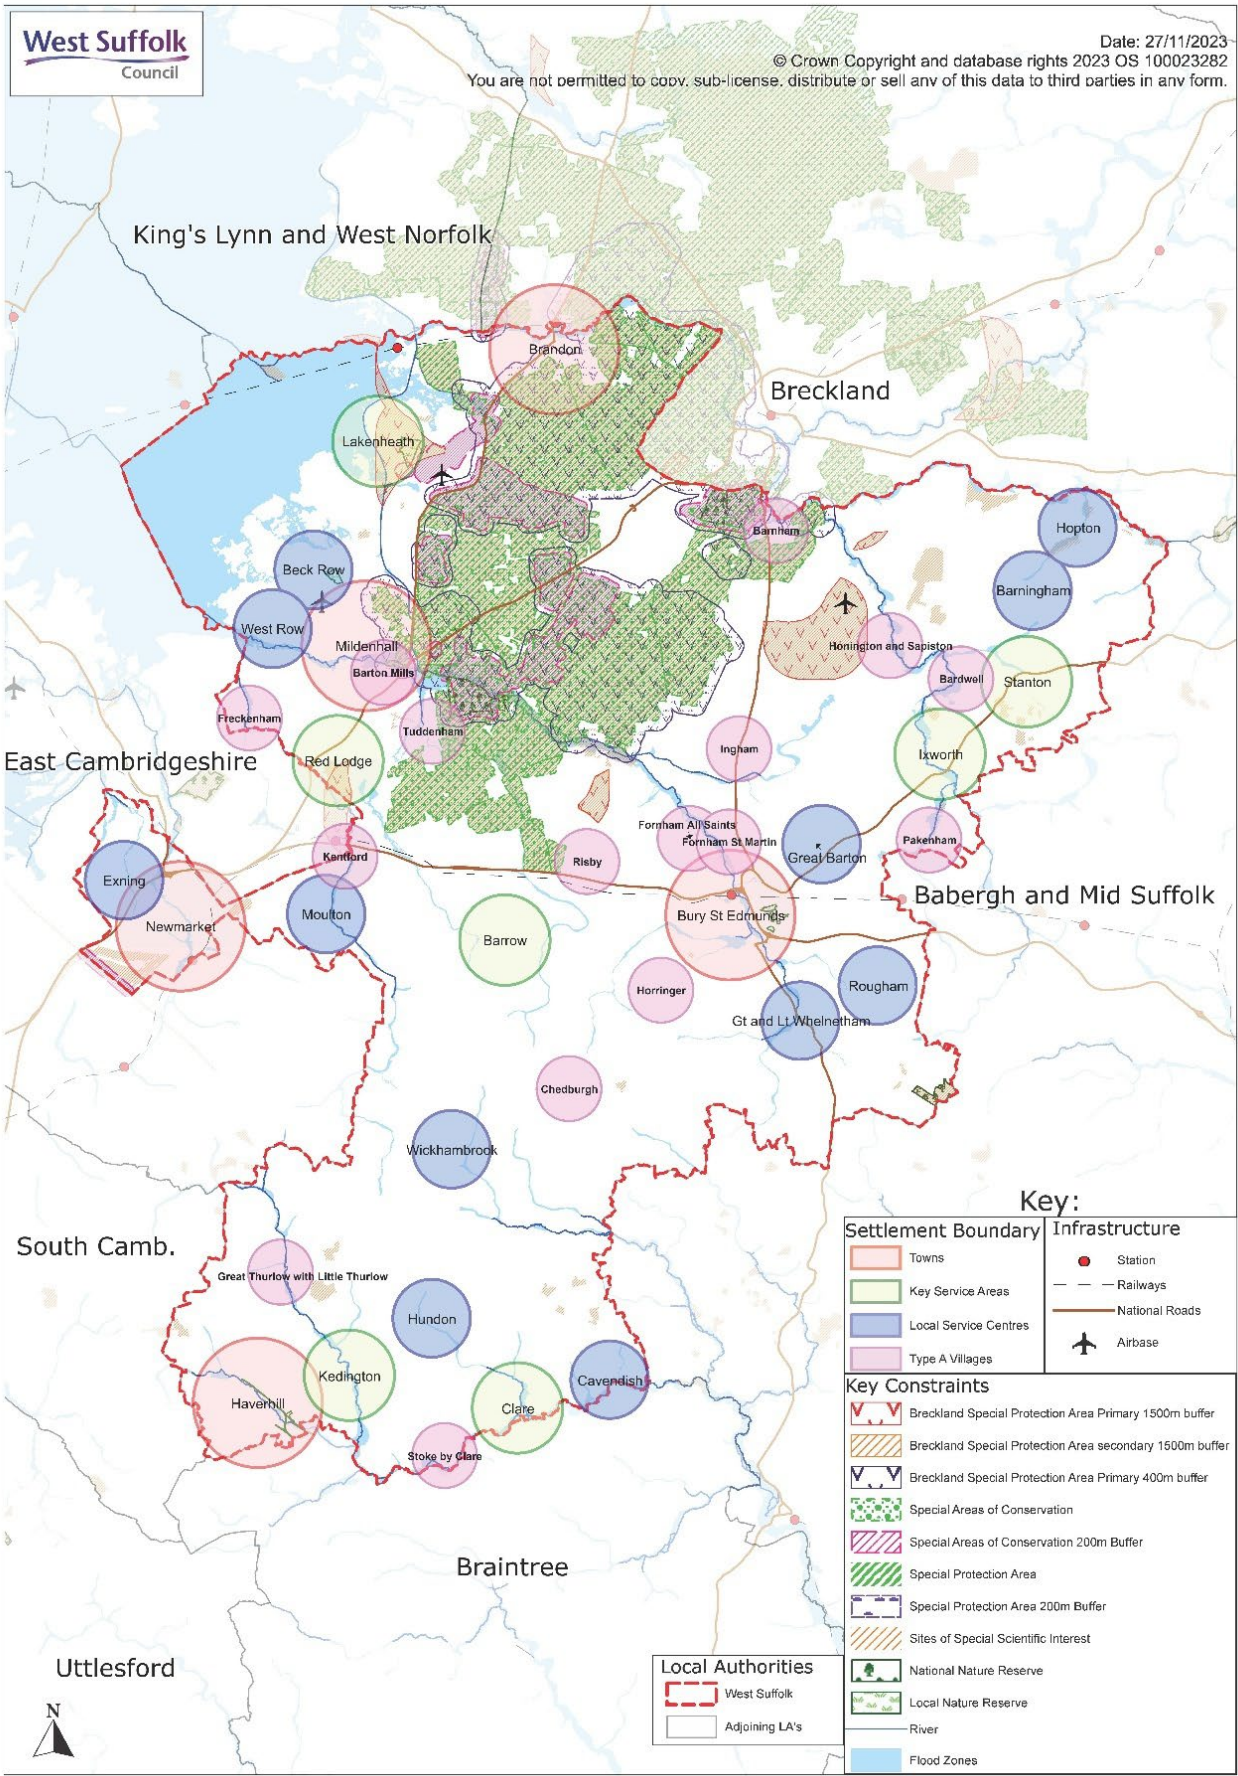 West Suffolk
Council
Date: 27/11/2023
© Crown Copyright and database rights 2023 OS 100023282
You are not permitted to copy, sub-license, distribute or sell any of this data to third parties in any form.
King's Lynn and West Norfolk
Brandon
Breckland
Lakenheath
Barnham
Hopton
Beck Row
Barningham
West Row
Mildenhall
Honington and Sapiston
Barton Mills
Bardwell
Stanton
Freckenham
Tuddenham
Ingham
Ixworth
East Cambridgeshire
Red Lodge
Fornham All Saints
Fornham St Martin
Pakenham
Kentford
Risby
Great Barton
Exning
Babergh and Mid Suffolk
Moulton
Bury St Edmunds
Newmarket
Barrow
Rougham
Horringer
Gt and Lt Whelnetham
Chedburgh
Wickhambrook
South Camb.
Great Thurlow with Little Thurlow
Hundon
Kedington
Cavendish
Haverhill
Clare
Stoke by Clare
Braintree
Uttlesford
N
Key:
Settlement Boundary
Towns
Key Service Areas
Local Service Centres
Type A Villages
Infrastructure
Station
Railways
National Roads
Airbase
Key Constraints
Breckland Special Protection Area Primary 1500m buffer
Breckland Special Protection Area secondary 1500m buffer
Breckland Special Protection Area Primary 400m buffer
Special Areas of Conservation
Special Areas of Conservation 200m Buffer
Special Protection Area
Special Protection Area 200m Buffer
Sites of Special Scientific Interest
National Nature Reserve
Local Nature Reserve
River
Flood Zones
Local Authorities
West Suffolk
Adjoining LA's